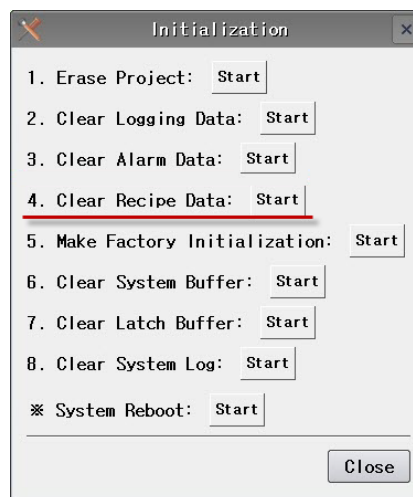 Initialization
1. Erase Project: Start
2. Clear Logging Data: Start
3. Clear Alarm Data: Start
4. Clear Recipe Data: Start
5. Make Factory Initialization: Start
6. Clear System Buffer: Start
7. Clear Latch Buffer: Start
8. Clear System Log: Start
※ System Reboot: Start
Close